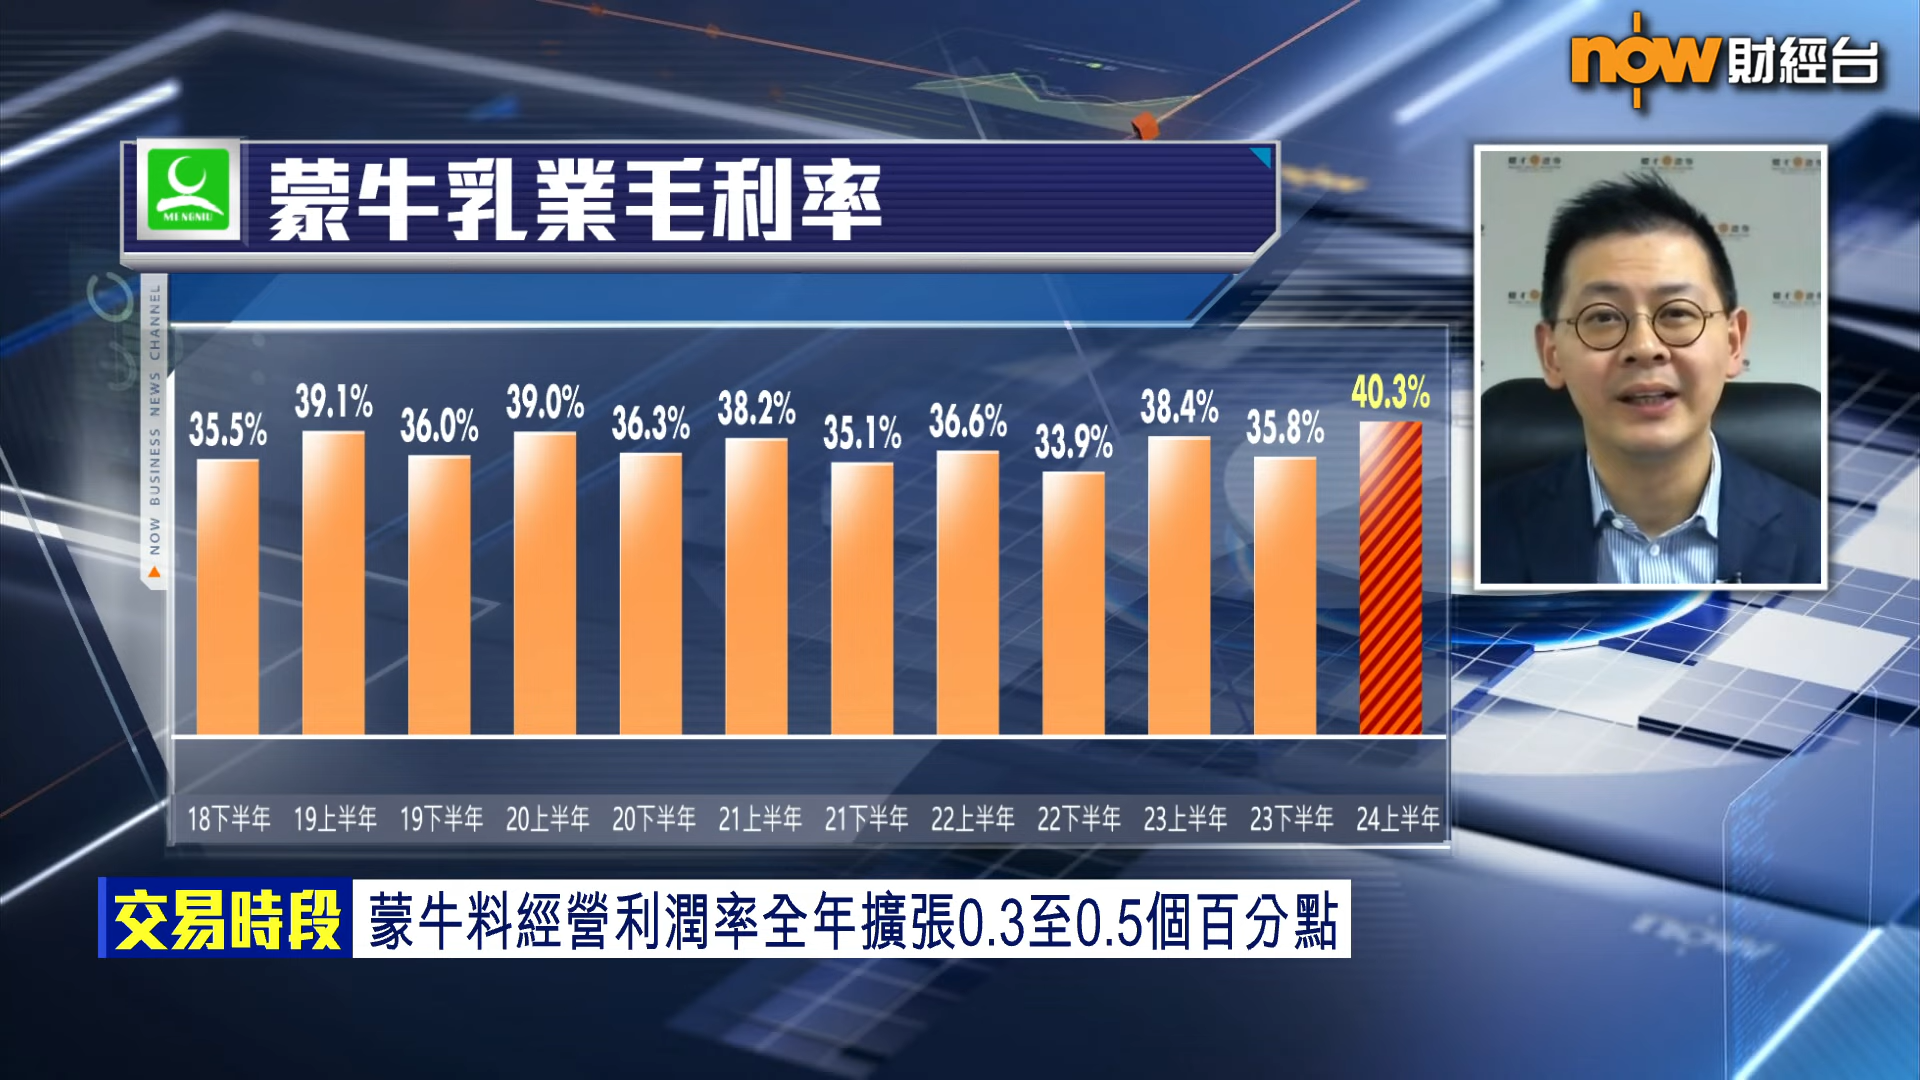 now財經台
MENGNIU
蒙牛乳業毛利率
NOW BUSINESS NEWS CHANNEL
35.5% 39.1% 36.0% 39.0% 36.3% 38.2% 35.1% 36.6% 33.9% 38.4% 35.8% 40.3%
18下半年 19上半年 19下半年 20上半年 20下半年 21上半年 21下半年 22上半年 22下半年 23上半年 23下半年 24上半年
交易時段 蒙牛料經營利潤率全年擴張0.3至0.5個百分點